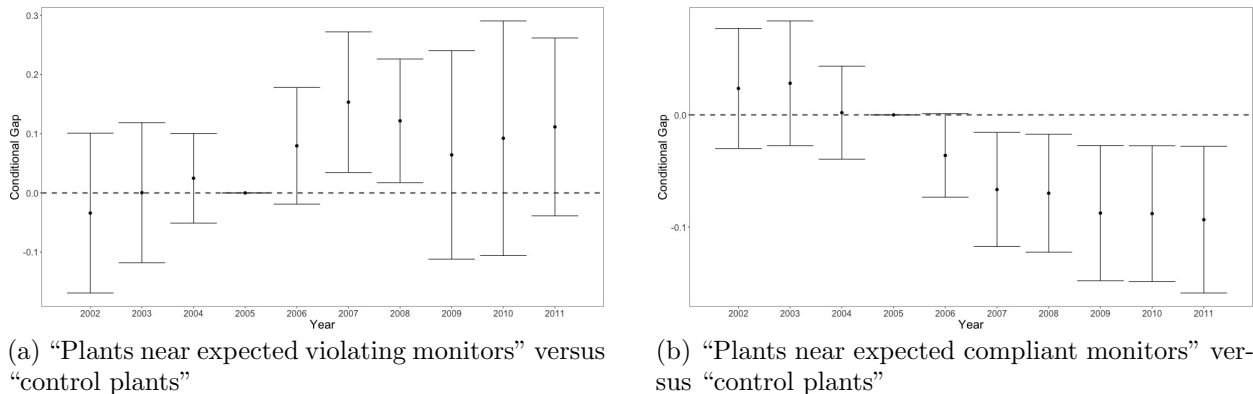 0.3
0.2
0.1
0.0
-0.1
Conditional Gap
2002 2003 2004 2005 2006 2007 2008 2009 2010 2011
Year
(a) “Plants near expected violating monitors” versus
“control plants”
0.0
-0.1
Conditional Gap
2002 2003 2004 2005 2006 2007 2008 2009 2010 2011
Year
(b) “Plants near expected compliant monitors” ver-
sus “control plants”